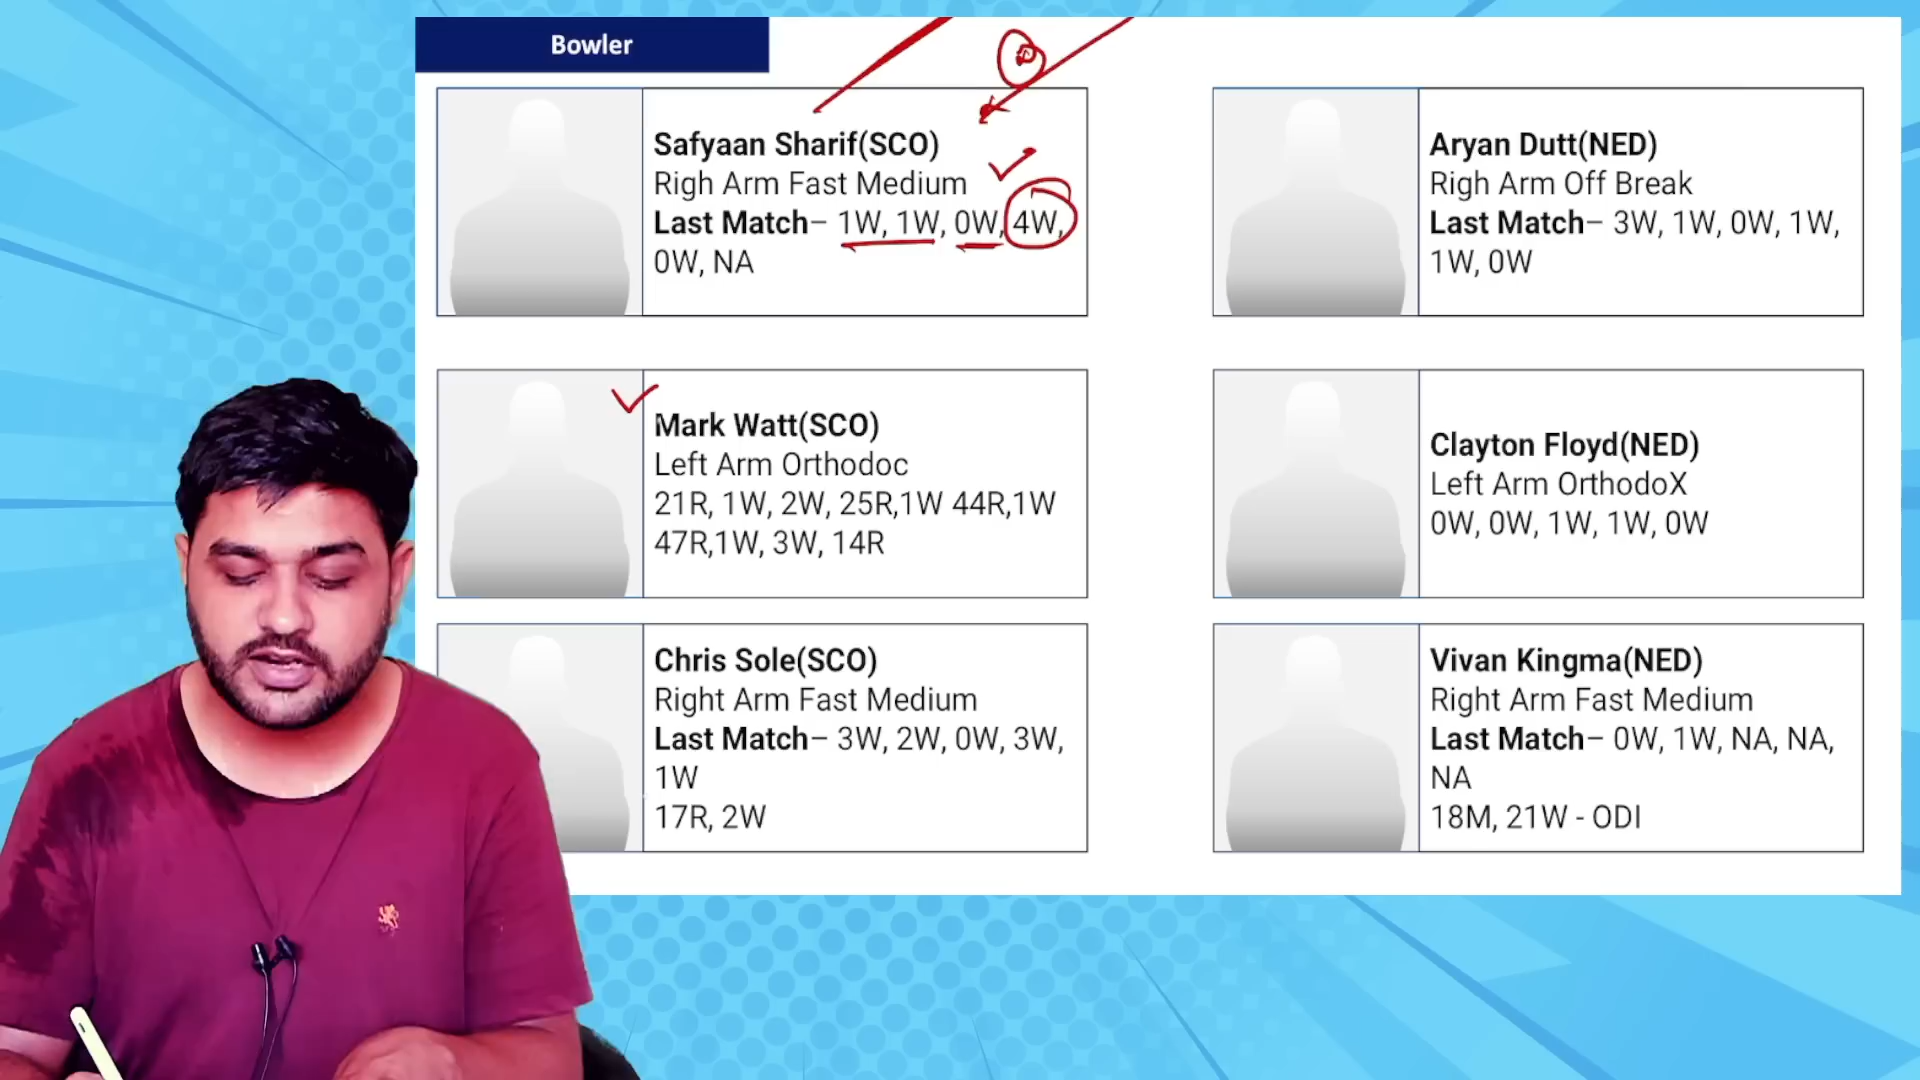 Bowler
Safyaan Sharif(SCO)
Righ Arm Fast Medium
Last Match– 1W, 1W, 0W, 4W,
0W, NA
Aryan Dutt(NED)
Righ Arm Off Break
Last Match– 3W, 1W, 0W, 1W,
1W, 0W
Mark Watt(SCO)
Left Arm Orthodoc
21R, 1W, 2W, 25R,1W 44R,1W
47R,1W, 3W, 14R
Clayton Floyd(NED)
Left Arm OrthodoX
0W, 0W, 1W, 1W, 0W
Chris Sole(SCO)
Right Arm Fast Medium
Last Match– 3W, 2W, 0W, 3W,
1W
17R, 2W
Vivan Kingma(NED)
Right Arm Fast Medium
Last Match– 0W, 1W, NA, NA,
NA
18M, 21W - ODI